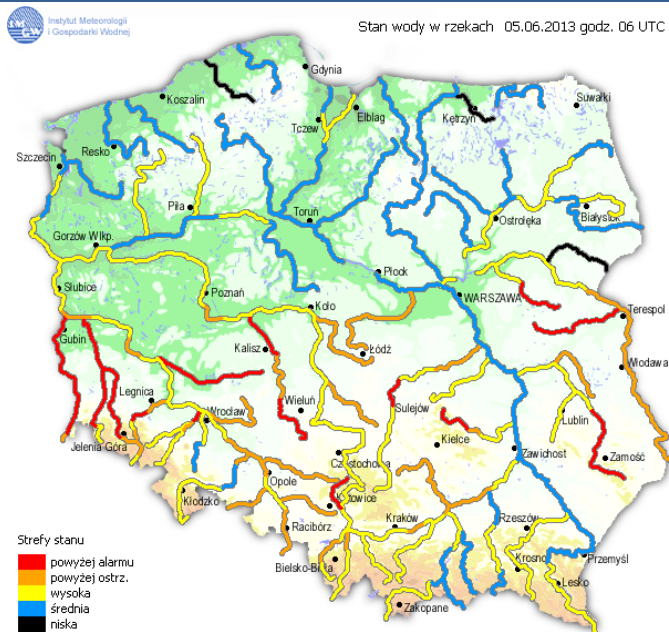 Instytut Meteorologii
i Gospodarki Wodnej
Stan wody w rzekach 05.06.2013 godz. 06 UTC
IMGW
Gdynia
Koszalin
Suwałki
Elbląg
Kętrzyn
Tczew
Resko
Szczecin
Piła
Białystok
Toruń
Ostrołęka
Gorzów Wlkp.
Płock
Słubice
Poznań
WARSZAWA
Koło
Terespol
Gubin
Kalisz
Łódź
Włodawa
Legnica
Wieluń
Sulejów
Wrocław
Lublin
Jelenia Góra
Kielce
Zawichost
Zamość
Częstochowa
Opole
Kłodzko
Katowice
Racibórz
Kraków
Rzeszów
Bielsko-Biała
Krosno
Przemyśl
Lesko
Zakopane
Strefy stanu
powyżej alarmu
powyżej ostrz.
wysoka
średnia
niska